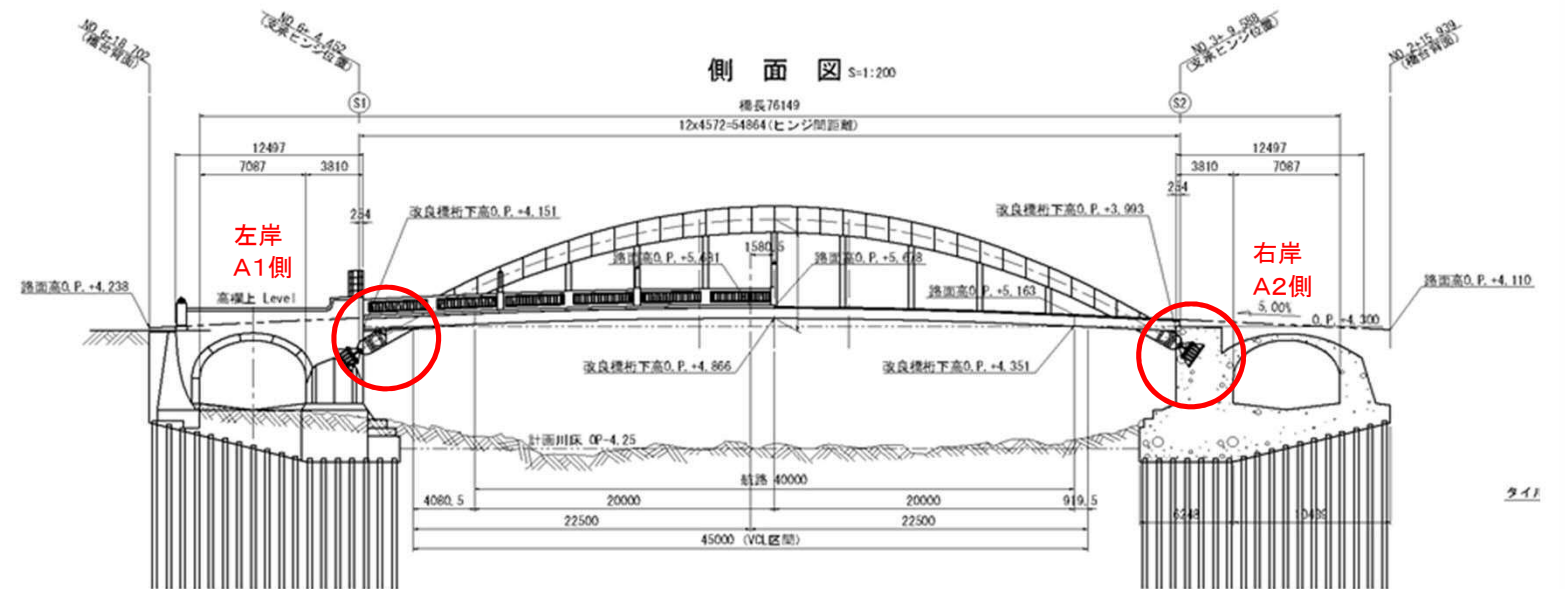 NO.6+18.702
(橋台背面)
NO.6+ 4.452
(支承ヒンジ位置)
側 面 図 S=1:200
NO.3+ 9.588
(支承ヒンジ位置)
NO.2+15.939
(橋台背面)
S1
S2
橋長76149
12x4572=54864(ヒンジ間距離)
12497
12497
7087
3810
3810
7087
254
254
改良横桁下高O.P.+4.151
改良横桁下高O.P.+3.993
左岸
A1側
右岸
A2側
1580.5
路面高O.P.+5.681
路面高O.P.+5.678
路面高O.P.+4.238
路面高O.P.+5.163
路面高O.P.+4.110
高欄上 Level
5.00%
O.P.+4.300
改良横桁下高O.P.+4.866
改良横桁下高O.P.+4.351
計画川床 OP-4.25
航路 40000
4080.5
20000
20000
919.5
22500
22500
6248
10439
45000 (VCL区間)